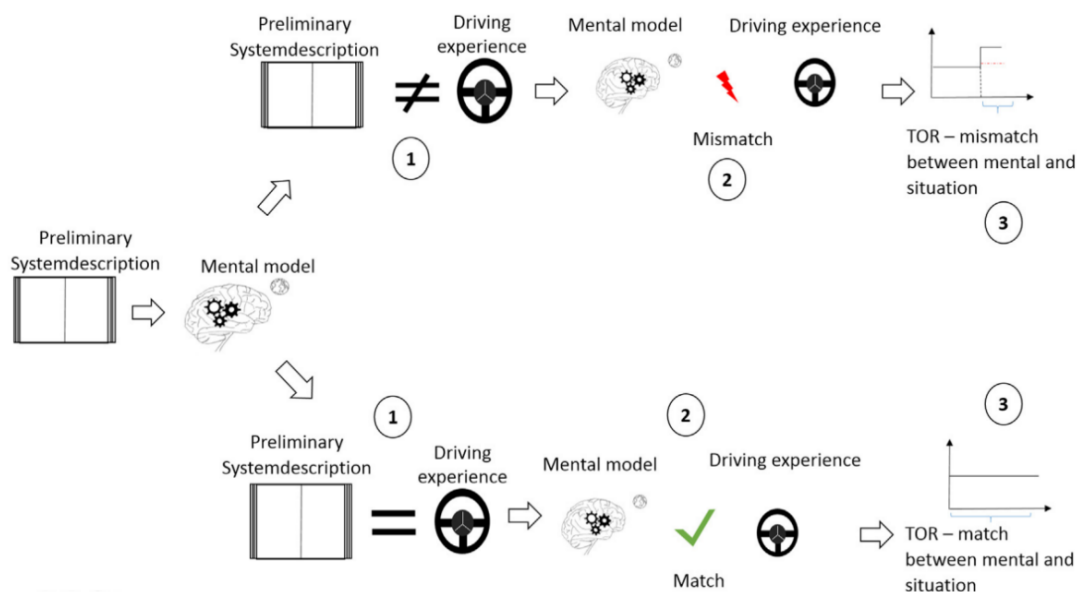 Preliminary
Systemdescription
Driving
experience
Mental model
Driving experience
1
Mismatch
2
TOR – mismatch
between mental and
situation
3
Preliminary
Systemdescription
Mental model
1
2
3
Preliminary
Systemdescription
Driving
experience
Mental model
Driving experience
Match
TOR – match
between mental and
situation